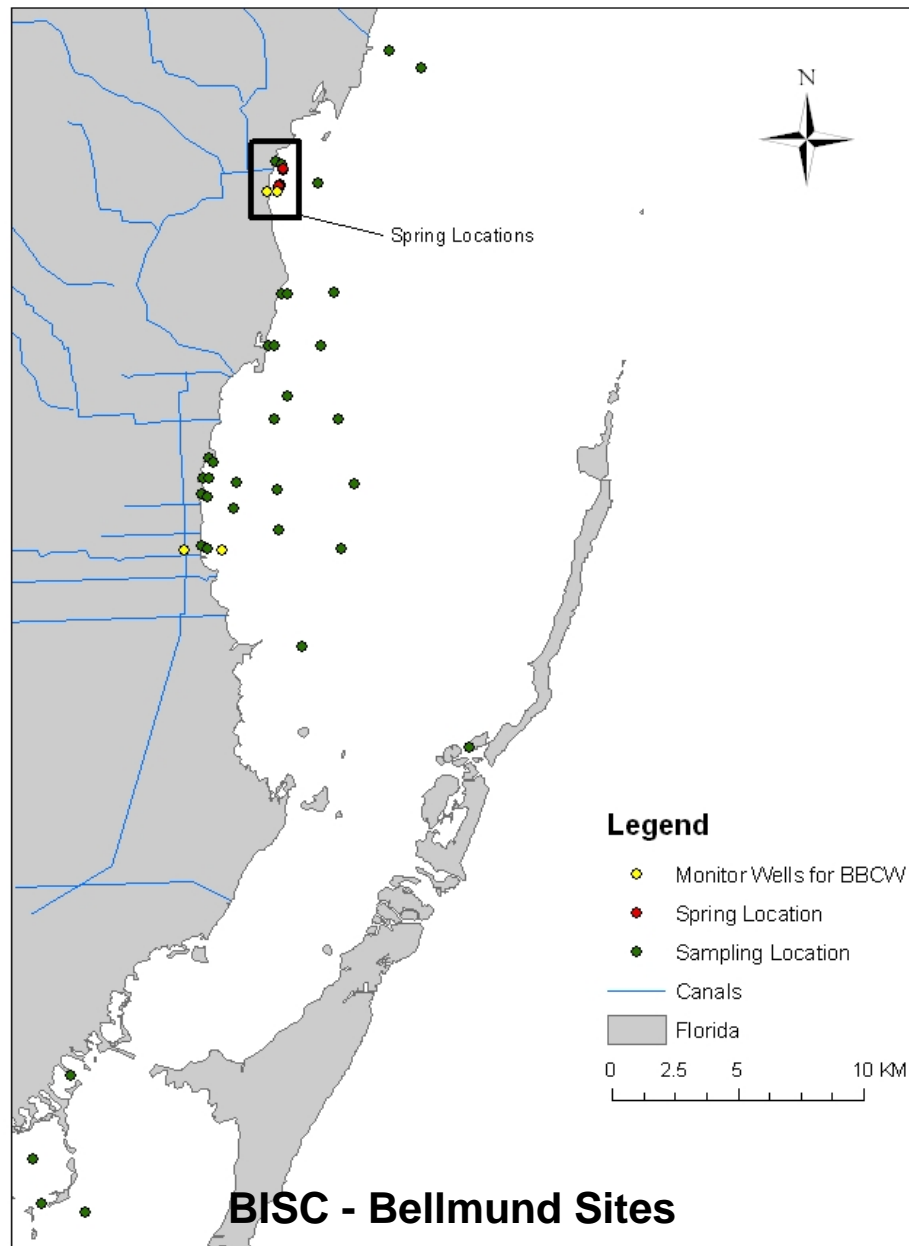 N
Spring Locations
Legend
Monitor Wells for BBCW
Spring Location
Sampling Location
Canals
Florida
0 2.5 5 10 KM
BISC - Bellmund Sites